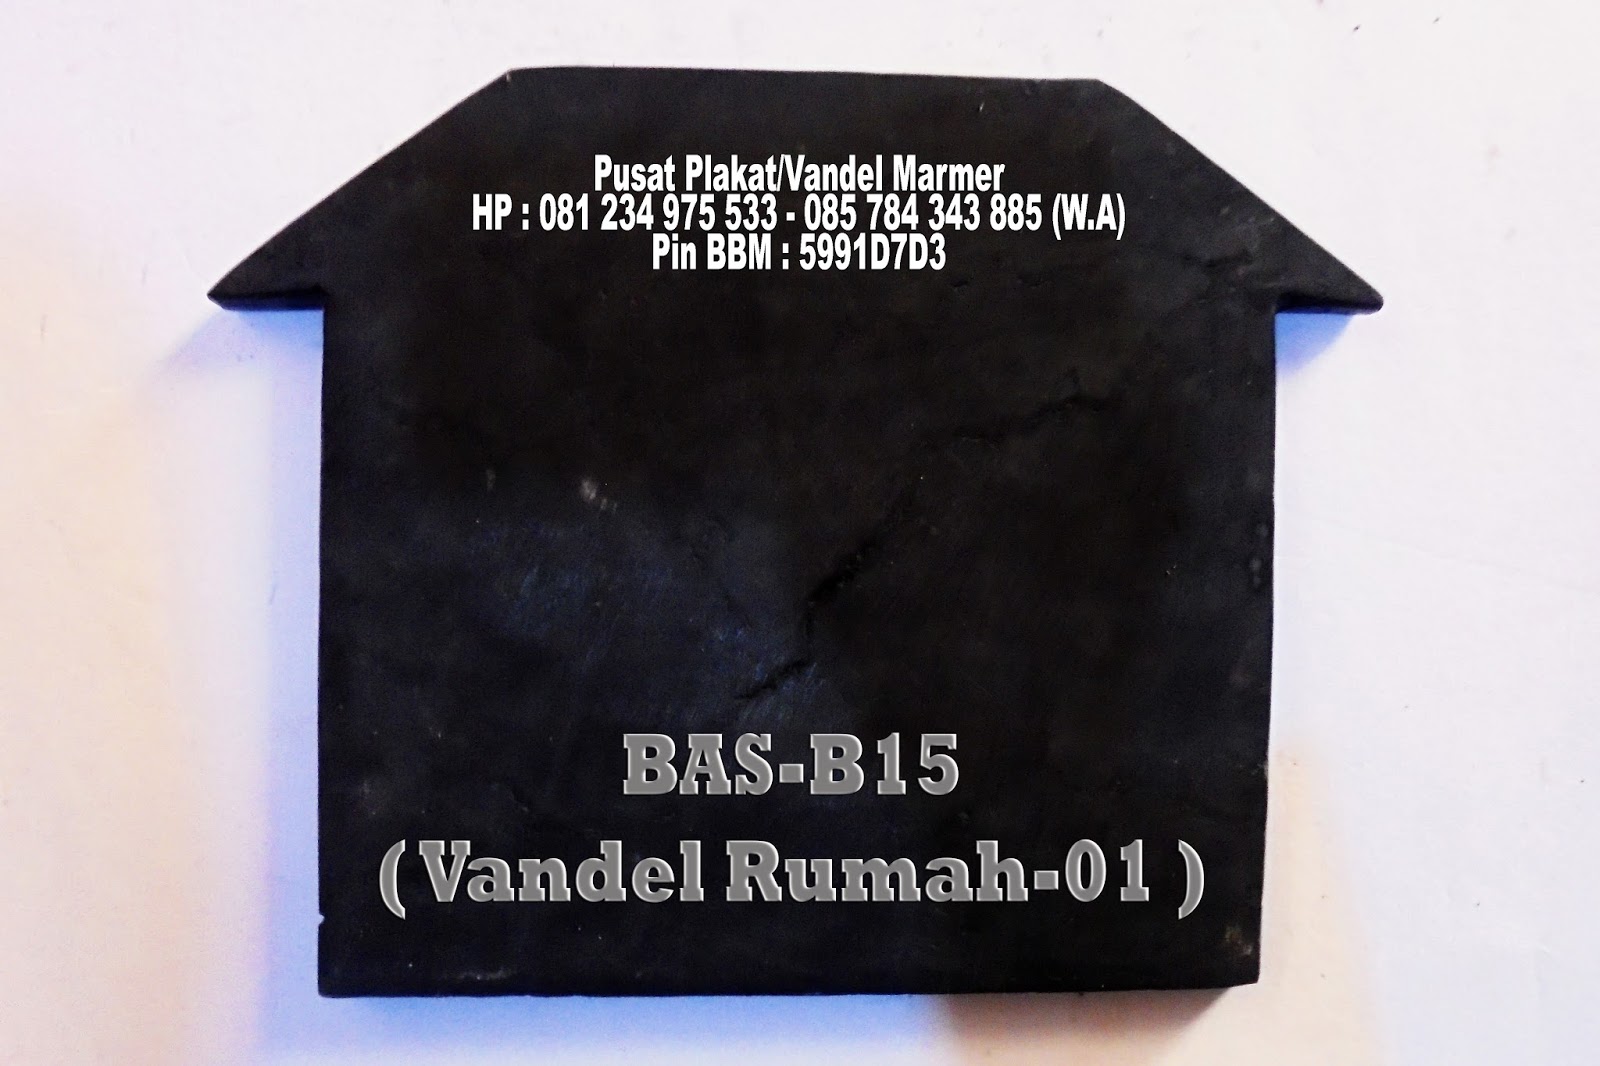 Pusat Plakat/Vandel Marmer
HP : 081 234 975 533 - 085 784 343 885 (W.A)
Pin BBM : 5991D7D3
BAS-B15
( Vandel Rumah-01 )